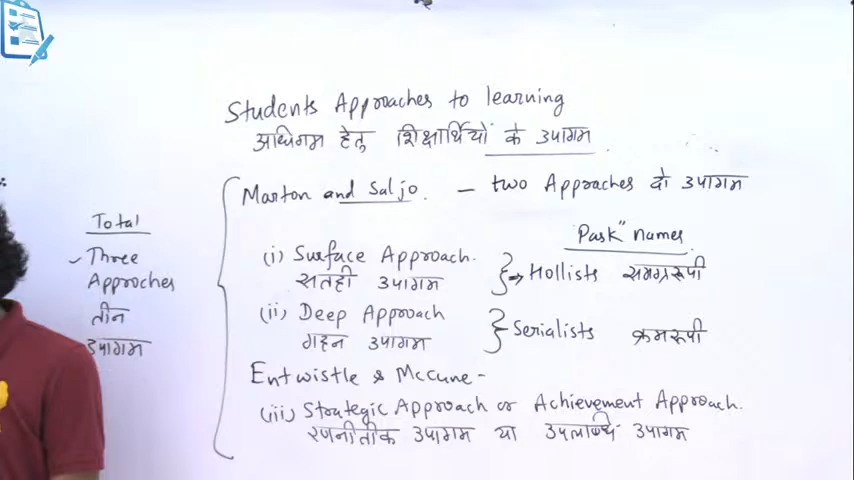 Students Approaches to learning
अधिगम हेतु शिक्षार्थियों के उपागम
Marton and Saljo. - two Approaches दो उपागम
Total
Three
Approches
तीन
उपागम
"Pask" names
(i) Surface Approach. → Hollists समग्ररूपी
सतही उपागम
(ii) Deep Approach Serialists क्रमरूपी
गहन उपागम
Entwistle & McCune -
(iii) Strategic Approach or Achievement Approach.
रणनीतीक उपागम या उपलब्धि उपागम